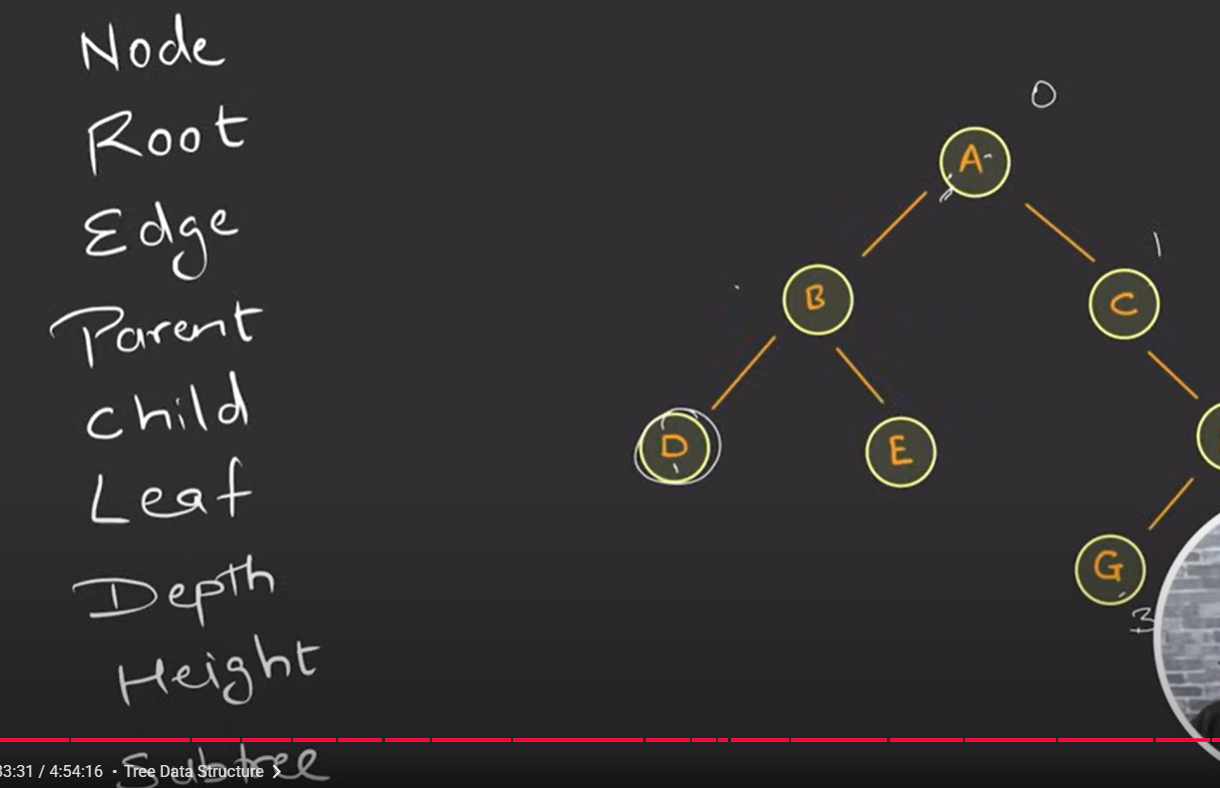 Node
Root
Edge
Parent
child
Leaf
Depth
Height
Subtree
0
A
1
B
C
D
E
G
3
33:31 / 4:54:16 • Tree Data Structure >